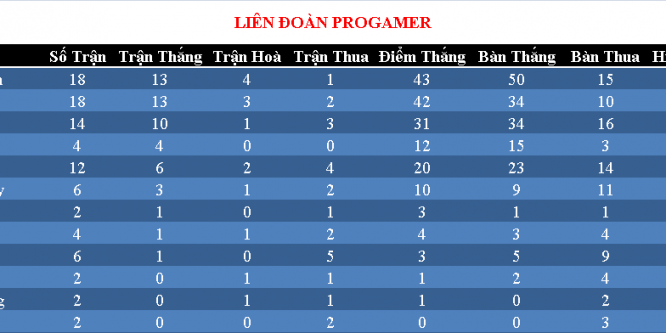 LIÊN ĐOÀN PROGAMER
Số Trận Trận Thắng Trận Hoà Trận Thua Điểm Thắng Bàn Thắng Bàn Thua
18 13 4 1 43 50 15
18 13 3 2 42 34 10
14 10 1 3 31 34 16
4 4 0 0 12 15 3
12 6 2 4 20 23 14
6 3 1 2 10 9 11
2 1 0 1 3 1 1
4 1 1 2 4 3 4
6 1 0 5 3 5 9
2 0 1 1 1 2 4
2 0 1 1 1 0 2
2 0 0 2 0 0 3